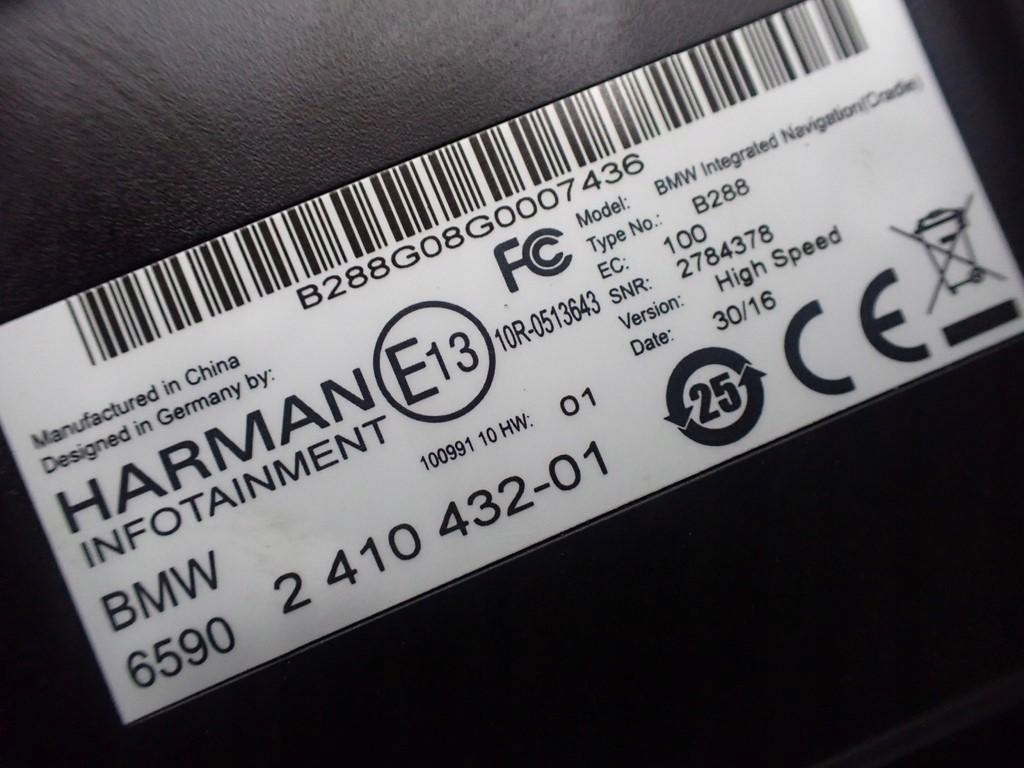 B288G08G0007436
Manufactured in China
Designed in Germany by:
HARMAN
INFOTAINMENT
E13
10R-0513643
100991 10 HW: 01
BMW
6590 2 410 432-01
FC
Model: BMW Integrated Navigation(Cradle)
Type No.: B288
EC: 100
SNR: 2784378
Version: High Speed
Date: 30/16
25
CE